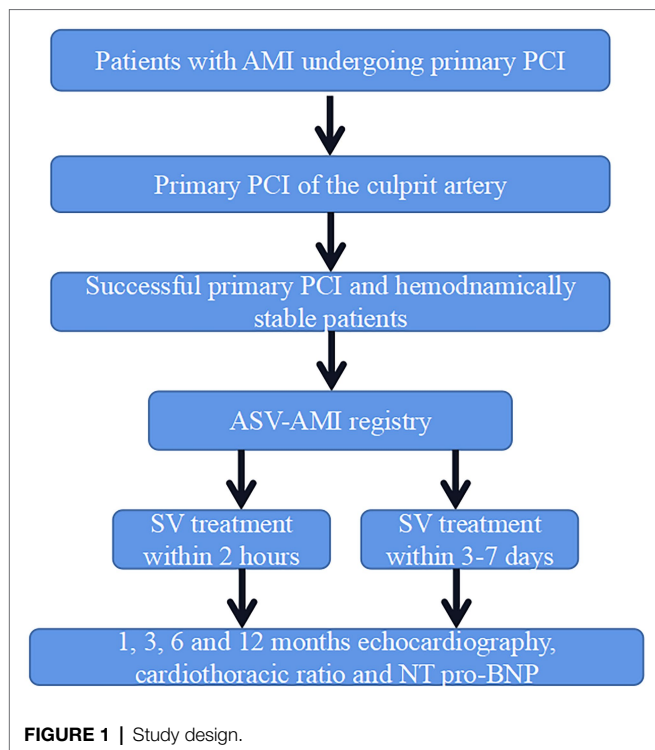 Patients with AMI undergoing primary PCI
Primary PCI of the culprit artery
Successful primary PCI and hemodnamically
stable patients
ASV-AMI registry
SV treatment
within 2 hours
SV treatment
within 3-7 days
1, 3, 6 and 12 months echocardiography,
cardiothoracic ratio and NT pro-BNP
FIGURE 1 | Study design.